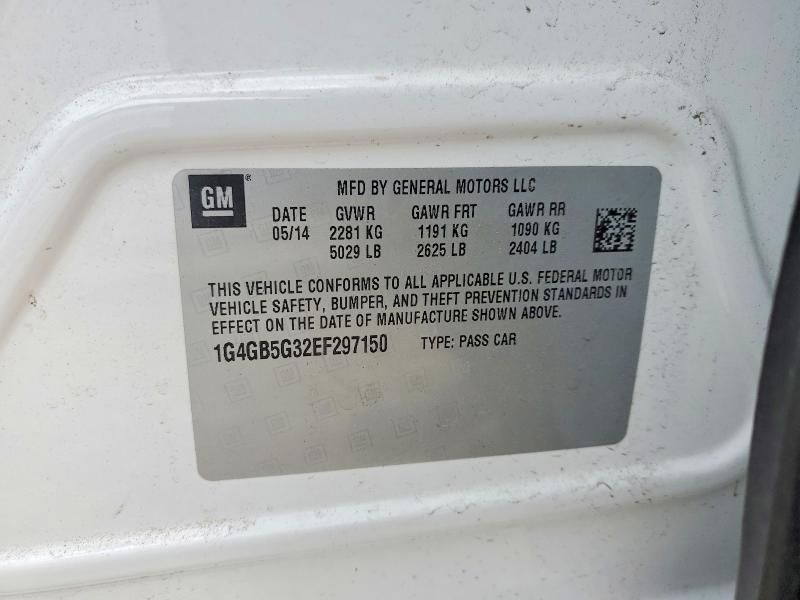 GM®
MFD BY GENERAL MOTORS LLC
DATE GVWR GAWR FRT GAWR RR
05/14 2281 KG 1191 KG 1090 KG
5029 LB 2625 LB 2404 LB
THIS VEHICLE CONFORMS TO ALL APPLICABLE U.S. FEDERAL MOTOR
VEHICLE SAFETY, BUMPER, AND THEFT PREVENTION STANDARDS IN
EFFECT ON THE DATE OF MANUFACTURE SHOWN ABOVE.
1G4GB5G32EF297150 TYPE: PASS CAR